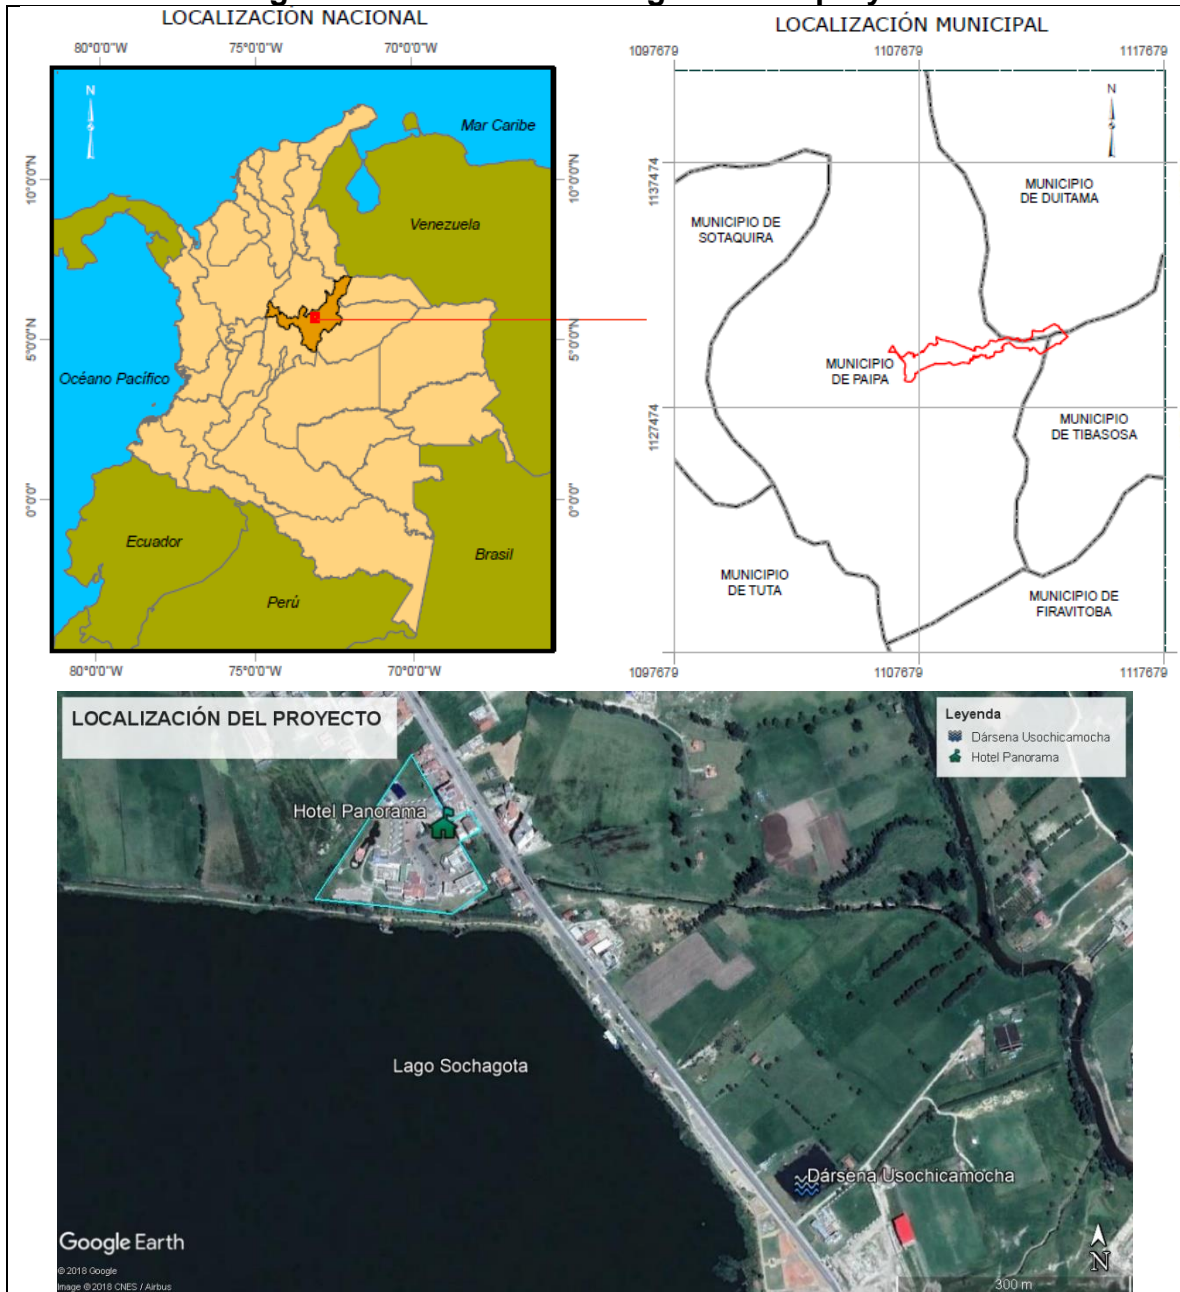 LOCALIZACIÓN NACIONAL
80°0'0"W 75°0'0"W 70°0'0"W
N
Mar Caribe
10°0'0"N
10°0'0"N
Venezuela
5°0'0"N
5°0'0"N
Océano Pacífico
0°0'0"
0°0'0"
Ecuador
Brasil
Perú
80°0'0"W 75°0'0"W 70°0'0"W
LOCALIZACIÓN MUNICIPAL
1097679 1107679 1117679
N
1137474
MUNICIPIO
DE DUITAMA
MUNICIPIO DE
SOTAQUIRA
MUNICIPIO
DE PAIPA
1127474
MUNICIPIO
DE TIBASOSA
MUNICIPIO
DE TUTA
MUNICIPIO DE
FIRAVITOBA
1097679 1107679 1117679
LOCALIZACIÓN DEL PROYECTO
Leyenda
Dársena Usochicamocha
Hotel Panorama
Hotel Panorama
Lago Sochagota
Dársena Usochicamocha
Google Earth
© 2018 Google
Image © 2018 CNES / Airbus
N
300 m